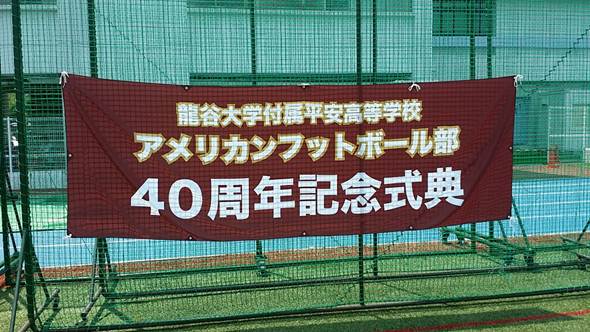 龍谷大学付属平安高等学校
アメリカンフットボール部
40周年記念式典